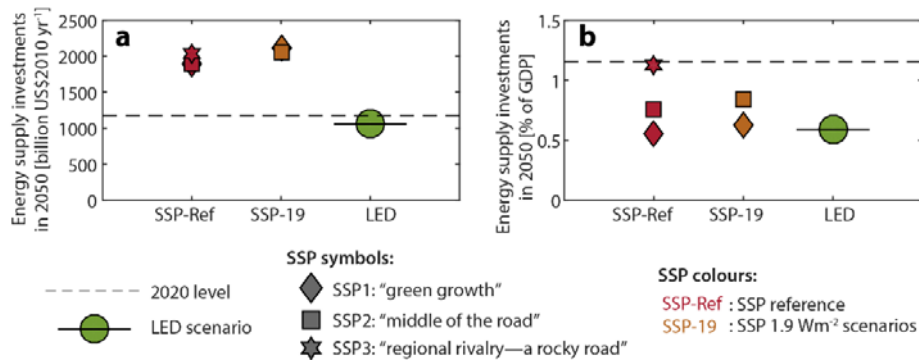 a
Energy supply investments
in 2050 [billion US$2010 yr⁻¹]
2500
2000
1500
1000
500
0
SSP-Ref SSP-19 LED
b
Energy supply investments
in 2050 [% of GDP]
1.5
1
0.5
0
SSP-Ref SSP-19 LED
2020 level
LED scenario
SSP symbols:
SSP1: “green growth”
SSP2: “middle of the road”
SSP3: “regional rivalry—a rocky road”
SSP colours:
SSP-Ref : SSP reference
SSP-19 : SSP 1.9 Wm⁻² scenarios